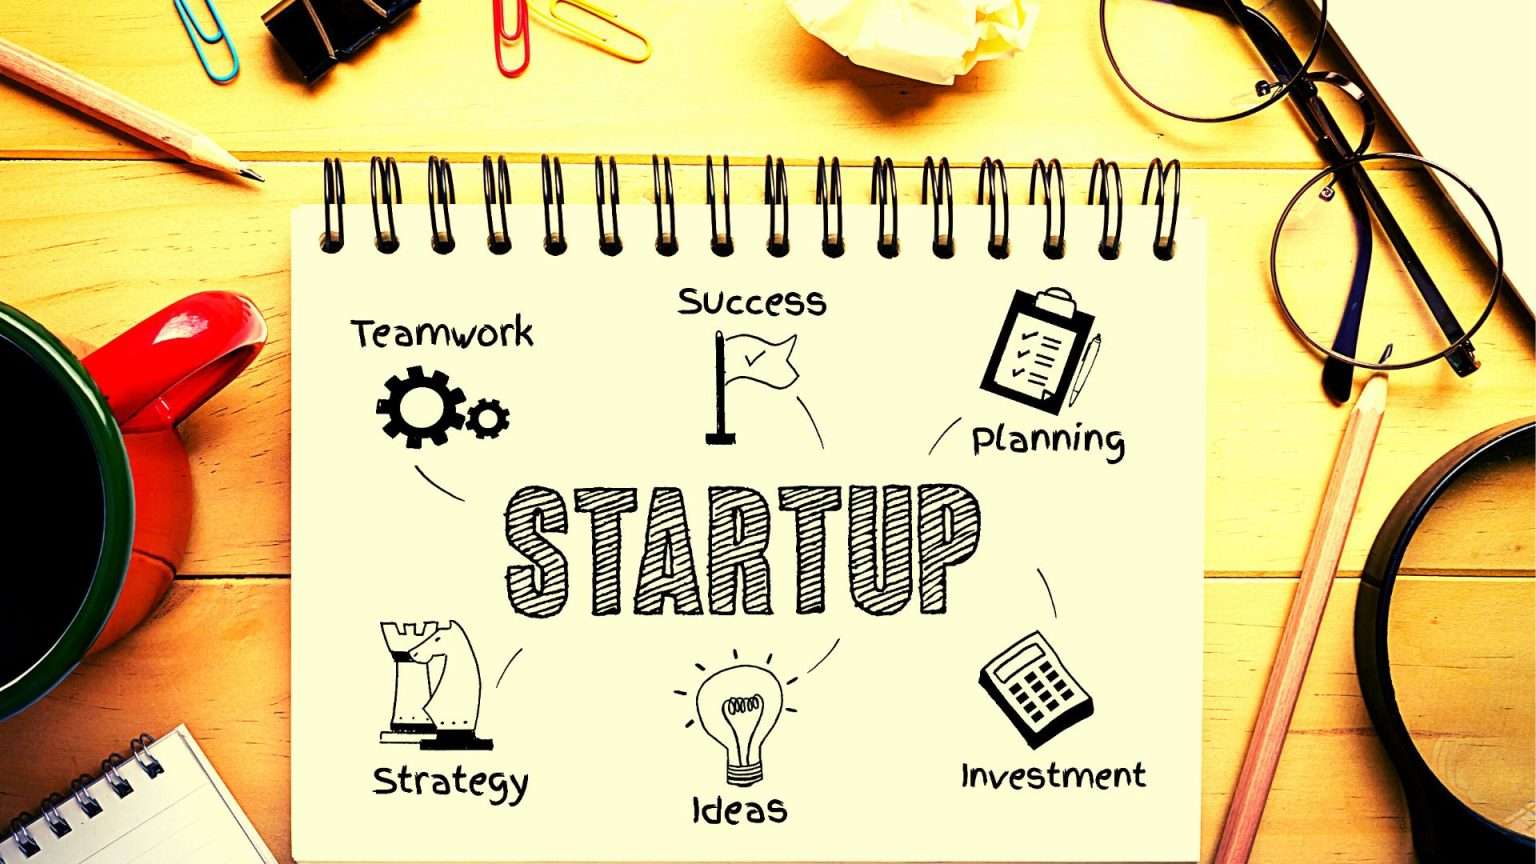 Success
Teamwork
Planning
STARTUP
Strategy
Ideas
Investment